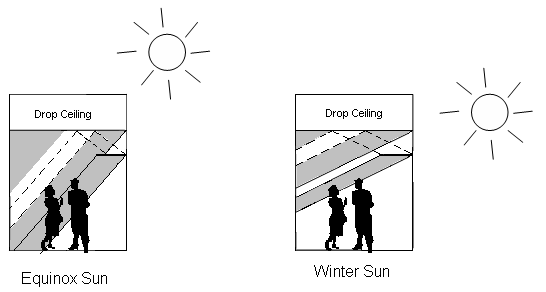 Drop Ceiling
Drop Ceiling
Equinox Sun
Winter Sun